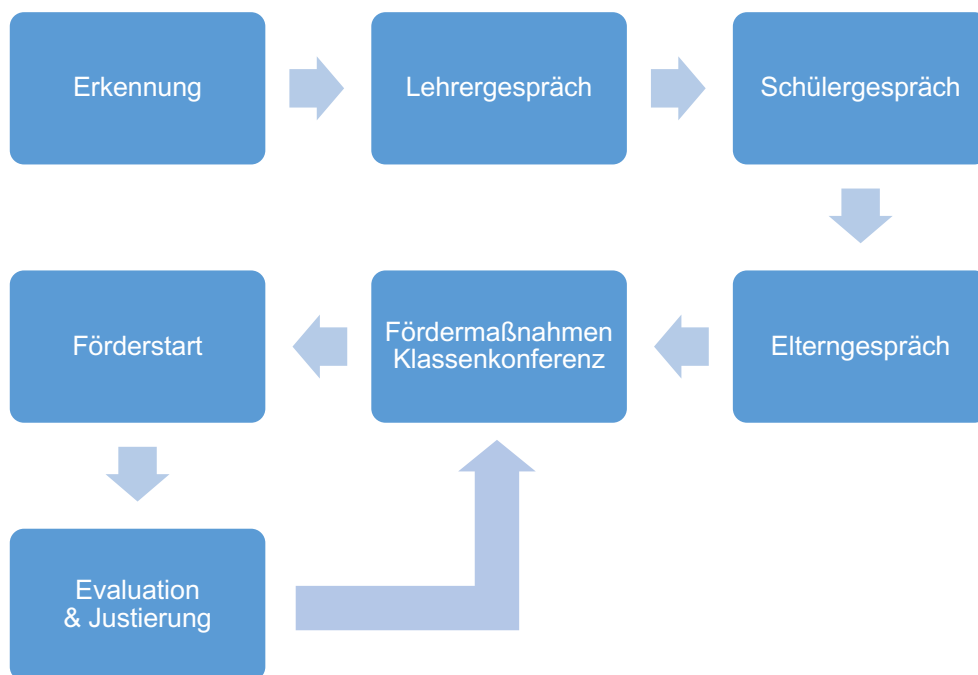 Erkennung
Lehrergespräch
Schülergespräch
Elterngespräch
Fördermaßnahmen
Klassenkonferenz
Förderstart
Evaluation
& Justierung